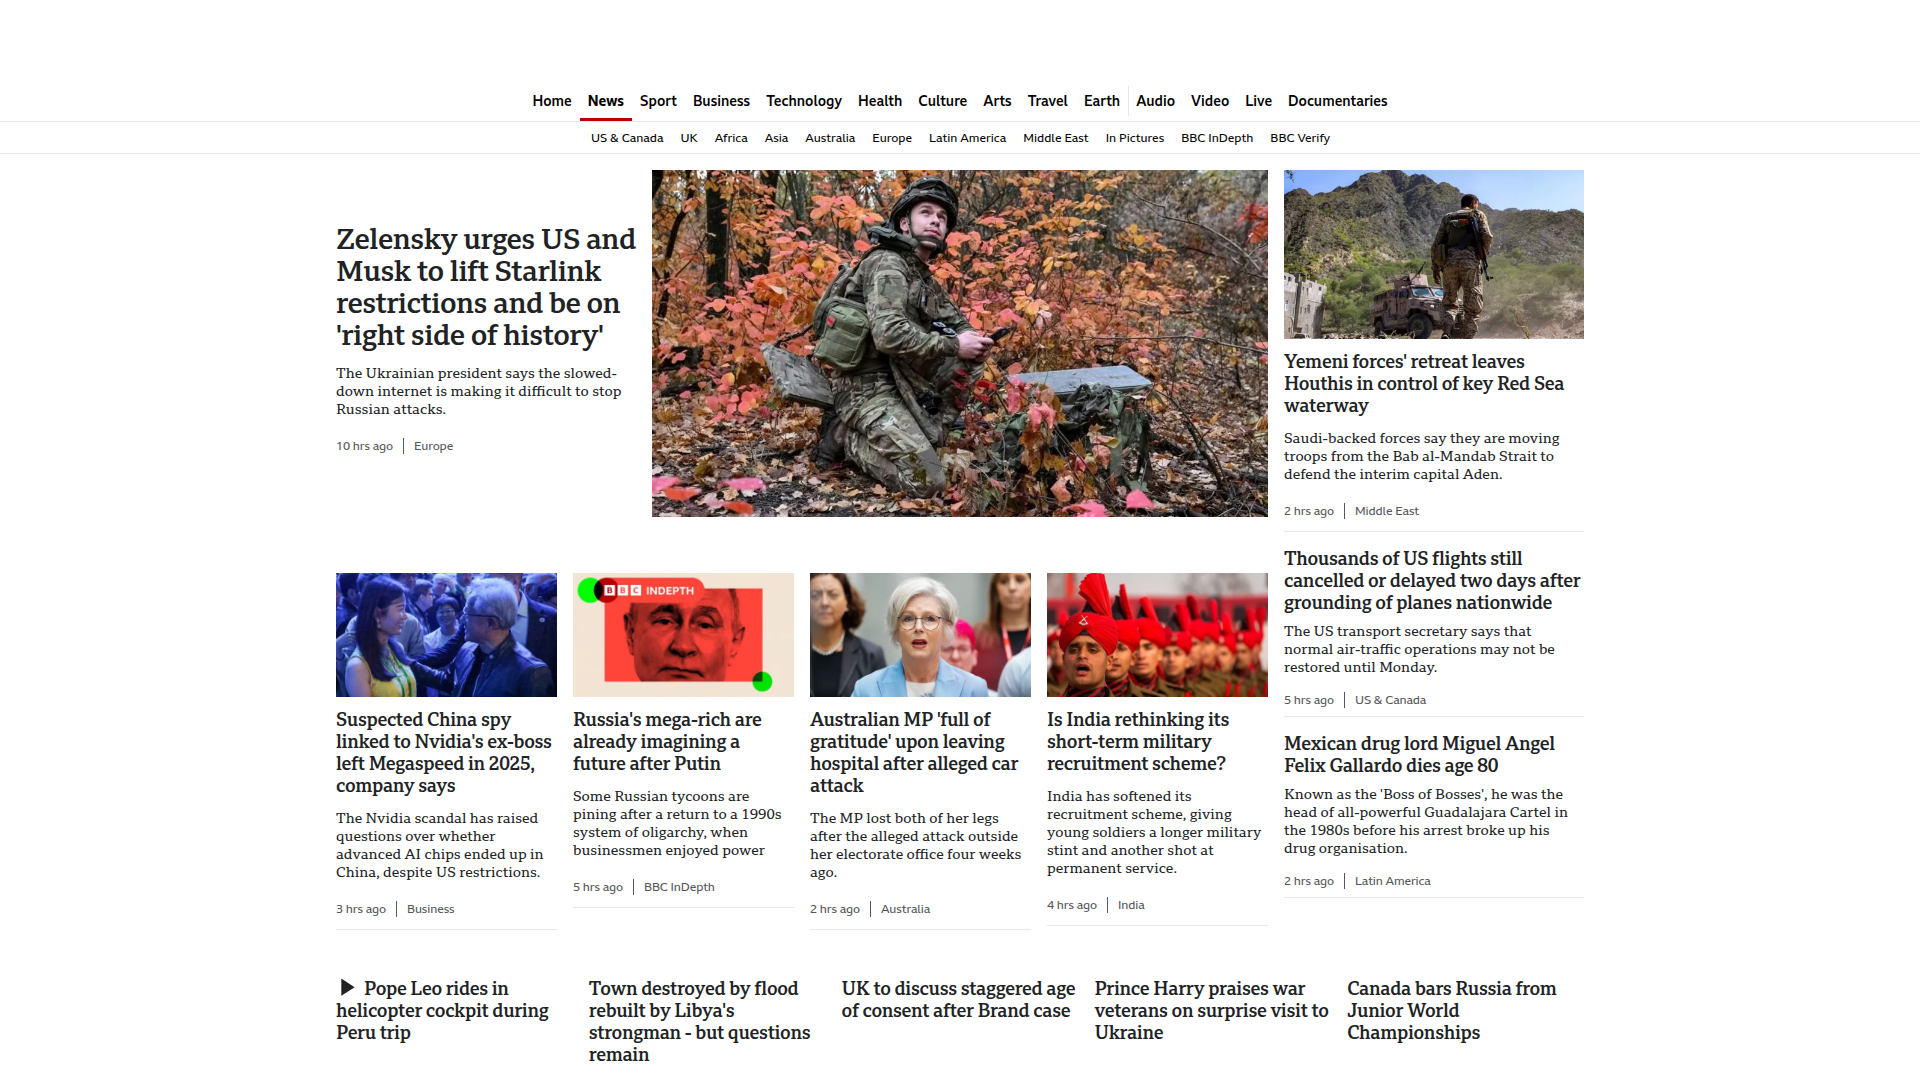 Home News Sport Business Technology Health Culture Arts Travel Earth Audio Video Live Documentaries
US & Canada UK Africa Asia Australia Europe Latin America Middle East In Pictures BBC InDepth BBC Verify
Zelensky urges US and
Musk to lift Starlink
restrictions and be on
'right side of history'
The Ukrainian president says the slowed-
down internet is making it difficult to stop
Russian attacks.
10 hrs ago Europe
Yemeni forces' retreat leaves
Houthis in control of key Red Sea
waterway
Saudi-backed forces say they are moving
troops from the Bab al-Mandab Strait to
defend the interim capital Aden.
2 hrs ago Middle East
Thousands of US flights still
cancelled or delayed two days after
grounding of planes nationwide
The US transport secretary says that
normal air-traffic operations may not be
restored until Monday.
5 hrs ago US & Canada
Mexican drug lord Miguel Angel
Felix Gallardo dies age 80
Known as the 'Boss of Bosses', he was the
head of all-powerful Guadalajara Cartel in
the 1980s before his arrest broke up his
drug organisation.
2 hrs ago Latin America
Suspected China spy
linked to Nvidia's ex-boss
left Megaspeed in 2025,
company says
The Nvidia scandal has raised
questions over whether
advanced AI chips ended up in
China, despite US restrictions.
3 hrs ago Business
BBC INDEPTH
Russia's mega-rich are
already imagining a
future after Putin
Some Russian tycoons are
pining after a return to a 1990s
system of oligarchy, when
businessmen enjoyed power
5 hrs ago BBC InDepth
Australian MP 'full of
gratitude' upon leaving
hospital after alleged car
attack
The MP lost both of her legs
after the alleged attack outside
her electorate office four weeks
ago.
2 hrs ago Australia
Is India rethinking its
short-term military
recruitment scheme?
India has softened its
recruitment scheme, giving
young soldiers a longer military
stint and another shot at
permanent service.
4 hrs ago India
Pope Leo rides in
helicopter cockpit during
Peru trip
Town destroyed by flood
rebuilt by Libya's
strongman - but questions
remain
UK to discuss staggered age
of consent after Brand case
Prince Harry praises war
veterans on surprise visit to
Ukraine
Canada bars Russia from
Junior World
Championships